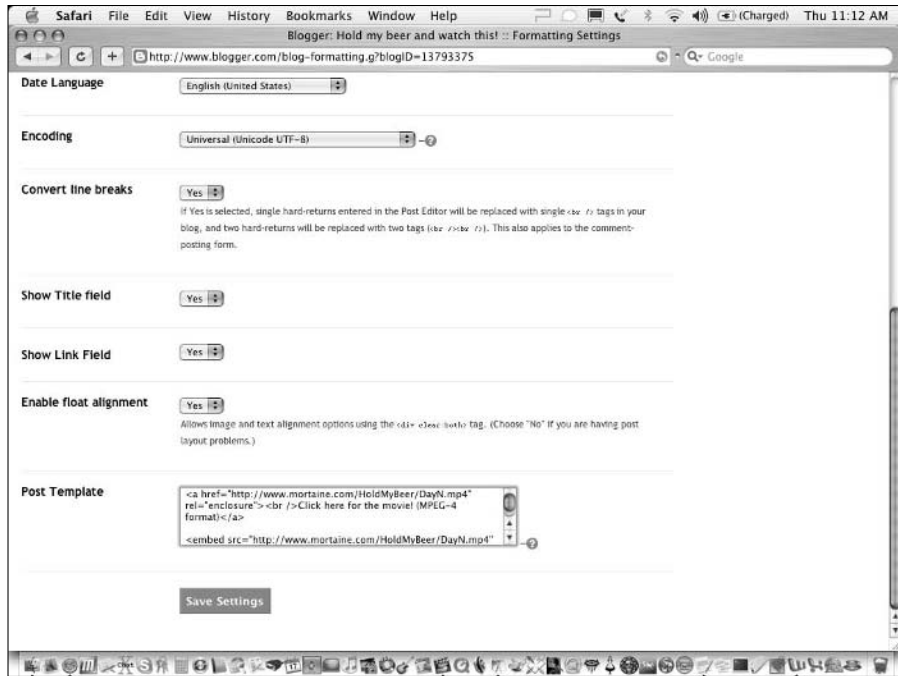 Safari File Edit View History Bookmarks Window Help (Charged) Thu 11:12 AM
Blogger: Hold my beer and watch this! :: Formatting Settings
http://www.blogger.com/blog-formatting.g?blogID=13793375 Google
Date Language English (United States)
Encoding Universal (Unicode UTF-8)
Convert line breaks Yes
If Yes is selected, single hard-returns entered in the Post Editor will be replaced with single <br /> tags in your
blog, and two hard-returns will be replaced with two tags (<br /><br />). This also applies to the comment-
posting form.
Show Title field Yes
Show Link Field Yes
Enable float alignment Yes
Allows image and text alignment options using the <div clear:both> tag. (Choose "No" if you are having post
layout problems.)
Post Template
<a href="http://www.mortaine.com/HoldMyBeer/DayN.mp4"
rel="enclosure"><br />Click here for the movie! (MPEG-4
format)</a>
<embed src="http://www.mortaine.com/HoldMyBeer/DayN.mp4"
Save Settings